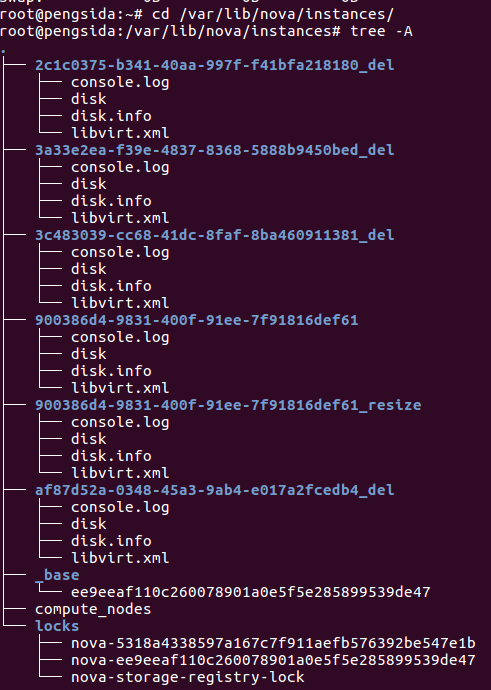 root@pengsida:~# cd /var/lib/nova/instances/
root@pengsida:/var/lib/nova/instances# tree -A
.
├── 2c1c0375-b341-40aa-997f-f41bfa218180_del
│   ├── console.log
│   ├── disk
│   ├── disk.info
│   └── libvirt.xml
├── 3a33e2ea-f39e-4837-8368-5888b9450bed_del
│   ├── console.log
│   ├── disk
│   ├── disk.info
│   └── libvirt.xml
├── 3c483039-cc68-41dc-8faf-8ba460911381_del
│   ├── console.log
│   ├── disk
│   ├── disk.info
│   └── libvirt.xml
├── 900386d4-9831-400f-91ee-7f91816def61
│   ├── console.log
│   ├── disk
│   ├── disk.info
│   └── libvirt.xml
├── 900386d4-9831-400f-91ee-7f91816def61_resize
│   ├── console.log
│   ├── disk
│   ├── disk.info
│   └── libvirt.xml
├── af87d52a-0348-45a3-9ab4-e017a2fcedb4_del
│   ├── console.log
│   ├── disk
│   ├── disk.info
│   └── libvirt.xml
├── _base
│   └── ee9eeaf110c260078901a0e5f5e285899539de47
├── compute_nodes
└── locks
    ├── nova-5318a4338597a167c7f911aefb576392be547e1b
    ├── nova-ee9eeaf110c260078901a0e5f5e285899539de47
    └── nova-storage-registry-lock